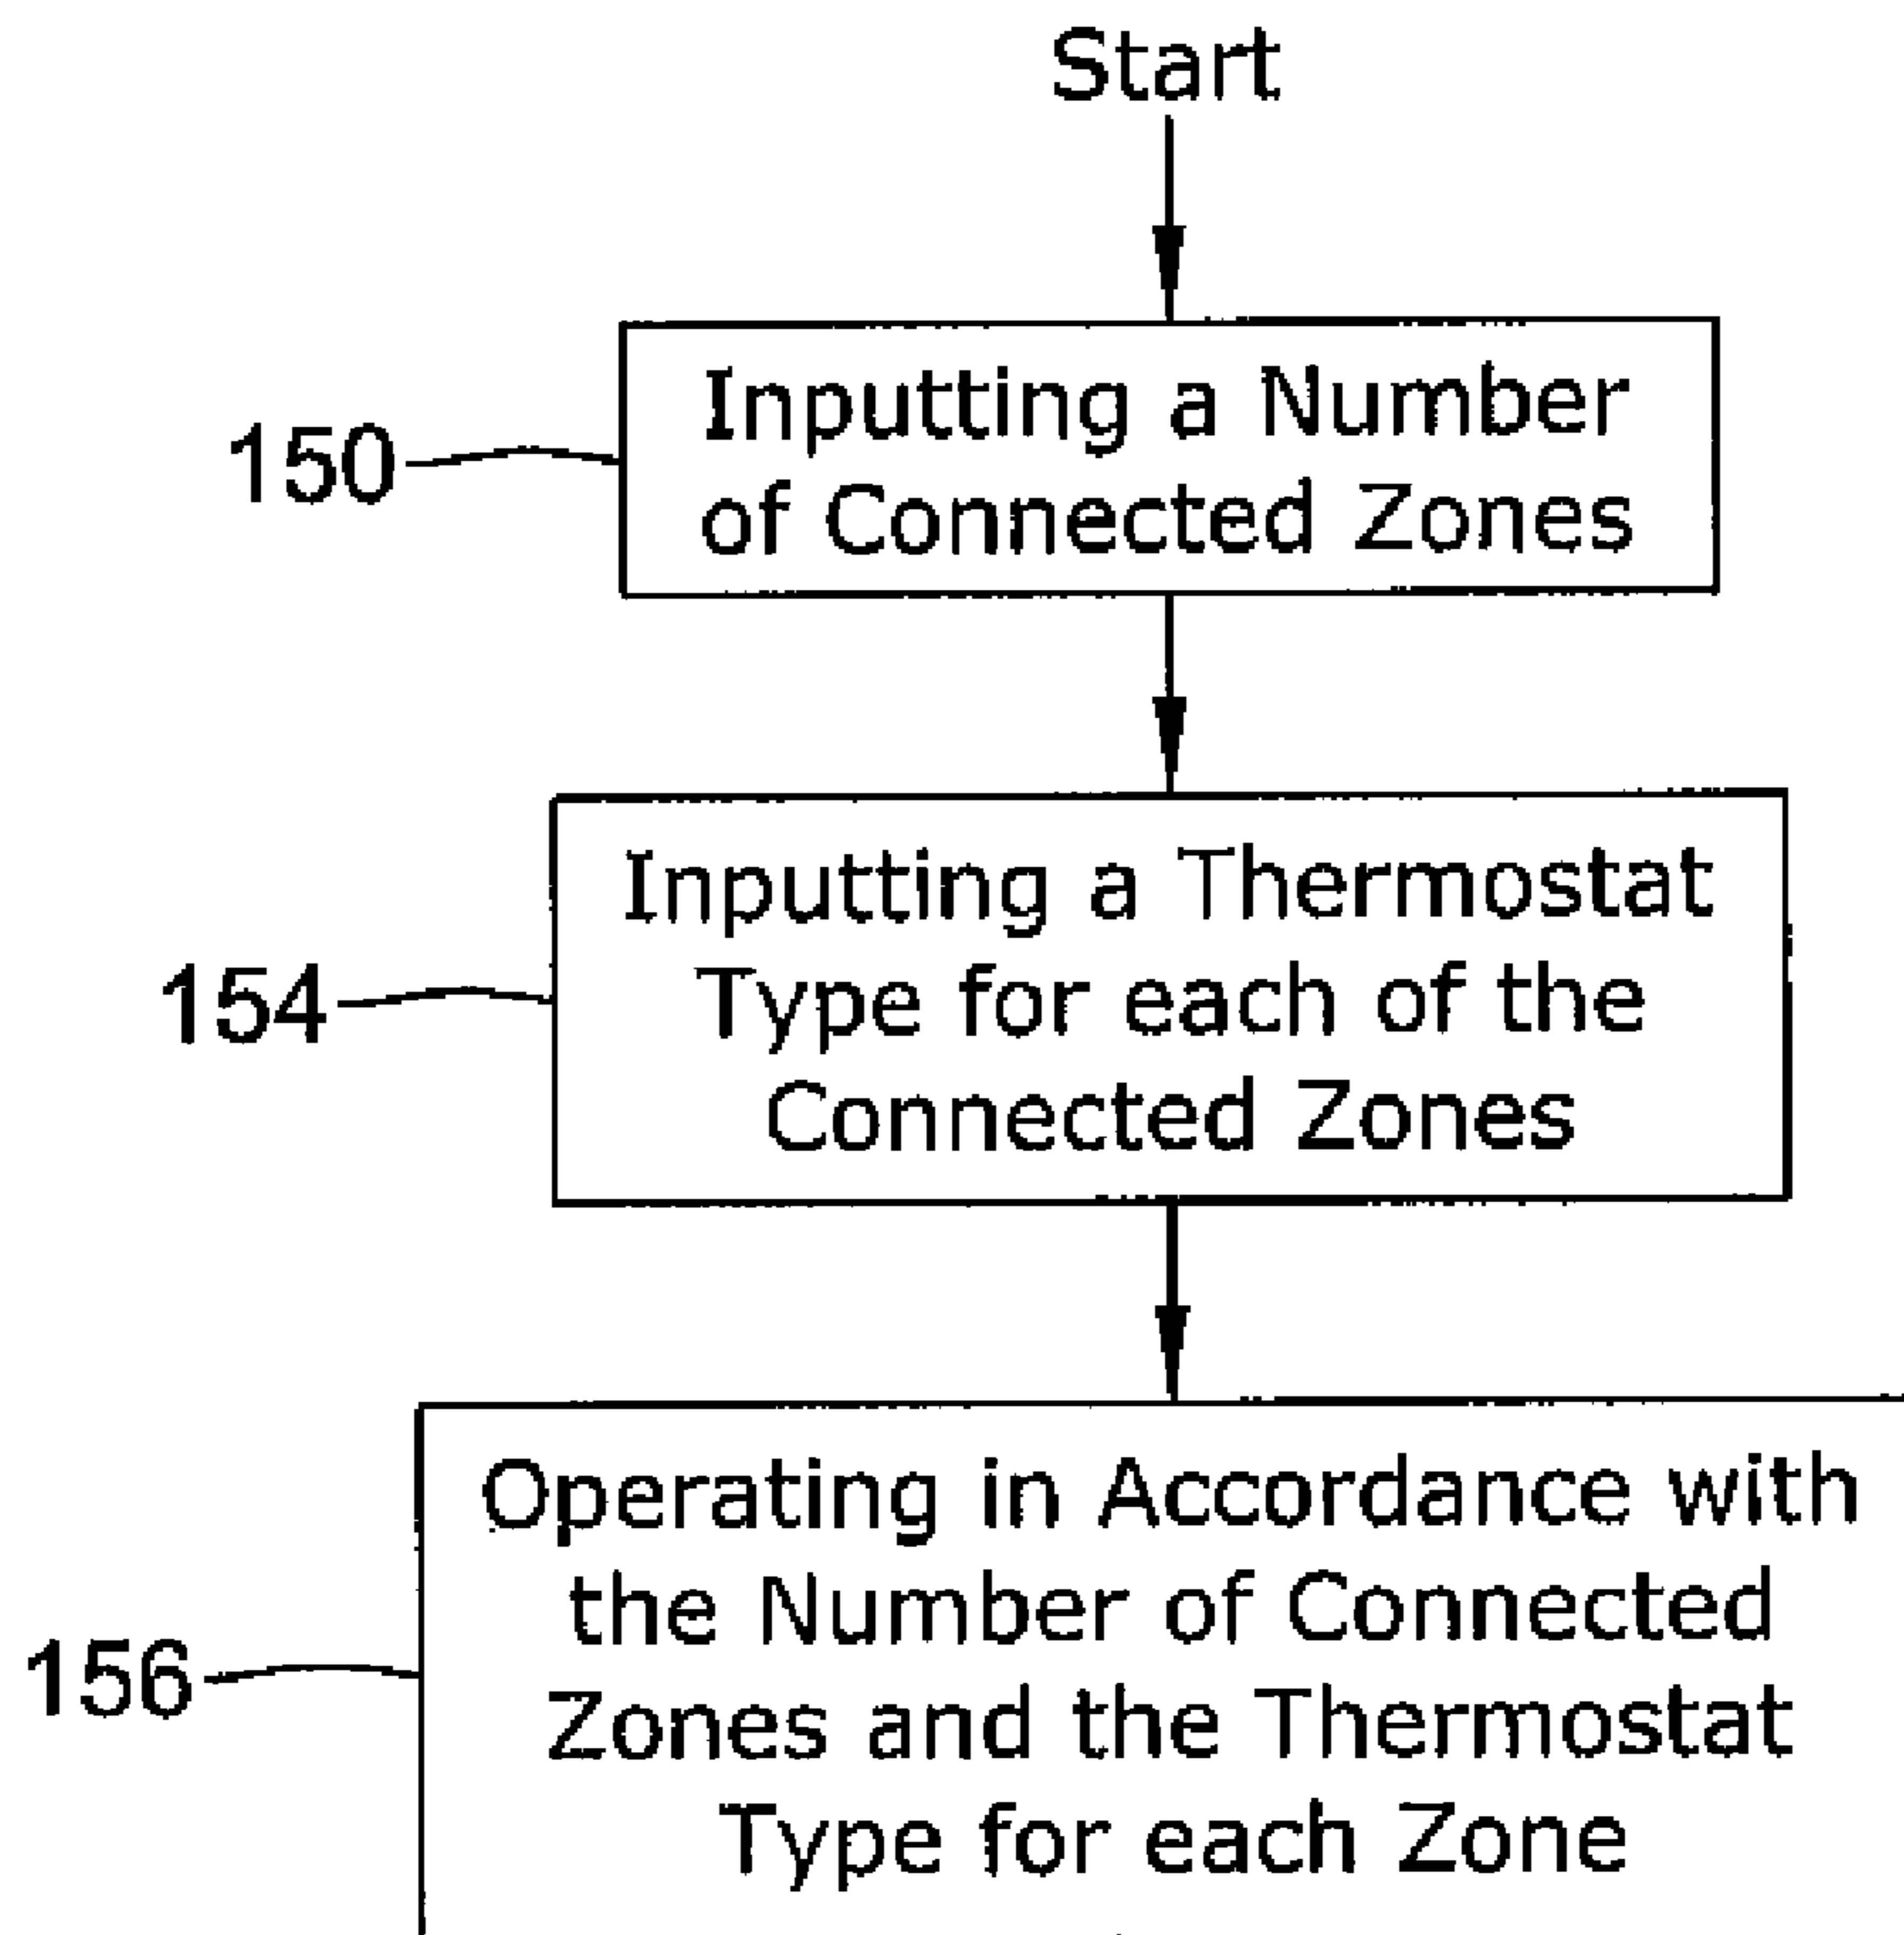 Start
150
Inputting a Number
of Connected Zones
154
Inputting a Thermostat
Type for each of the
Connected Zones
156
Operating in Accordance with
the Number of Connected
Zones and the Thermostat
Type for each Zone